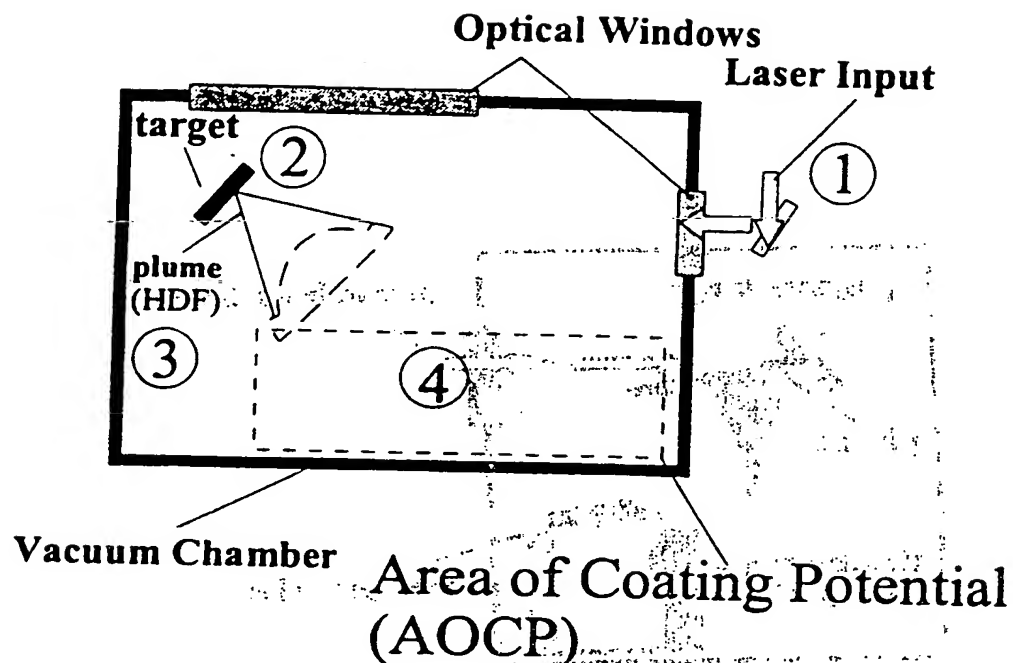 Optical Windows
Laser Input
target
②
①
plume
(HDF)
③
④
Vacuum Chamber
Area of Coating Potential
(AOCP)